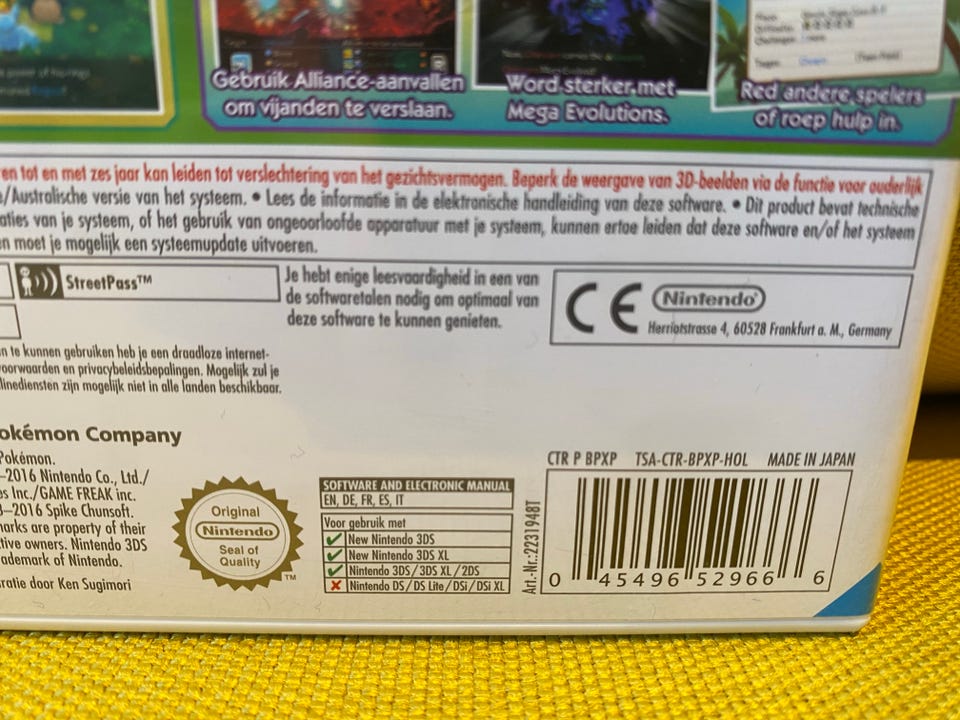 power of
Gebruik Alliance-aanvallen
om vijanden te verslaan.
Word sterker met
Mega Evolutions.
Red andere spelers
of roep hulp in.
en tot en met zes jaar kan leiden tot verslechtering van het gezichtsvermogen. Beperk de weergave van 3D-beelden via de functie voor ouderlijk
e/Australische versie van het systeem. • Lees de informatie in de elektronische handleiding van deze software. • Dit product bevat technische
aties van je systeem, of het gebruik van ongeoorloofde apparatuur met je systeem, kunnen ertoe leiden dat deze software en/of het systeem
n moet je mogelijk een systeemupdate uitvoeren.
StreetPass™
Je hebt enige leesvaardigheid in een van
de softwaretalen nodig om optimaal van
deze software te kunnen genieten.
CE Nintendo
Herriotstrasse 4, 60528 Frankfurt a. M., Germany
n te kunnen gebruiken heb je een draadloze internet-
oorwaarden en privacybeleidsbepalingen. Mogelijk zul je
linediensten zijn mogelijk niet in alle landen beschikbaar.
okémon Company
Pokémon.
–2016 Nintendo Co., Ltd./
es Inc./GAME FREAK inc.
3–2016 Spike Chunsoft.
marks are property of their
tive owners. Nintendo 3DS
ademark of Nintendo.
ratie door Ken Sugimori
Original
Nintendo
Seal of
Quality
TM
SOFTWARE AND ELECTRONIC MANUAL
EN, DE, FR, ES, IT
Voor gebruik met
New Nintendo 3DS
New Nintendo 3DS XL
Nintendo 3DS/3DS XL/2DS
Nintendo DS/DS Lite/DSi/DSi XL
Art.-Nr.: 2231948T
CTR P BPXP TSA-CTR-BPXP-HOL MADE IN JAPAN
0 45496 52966 6